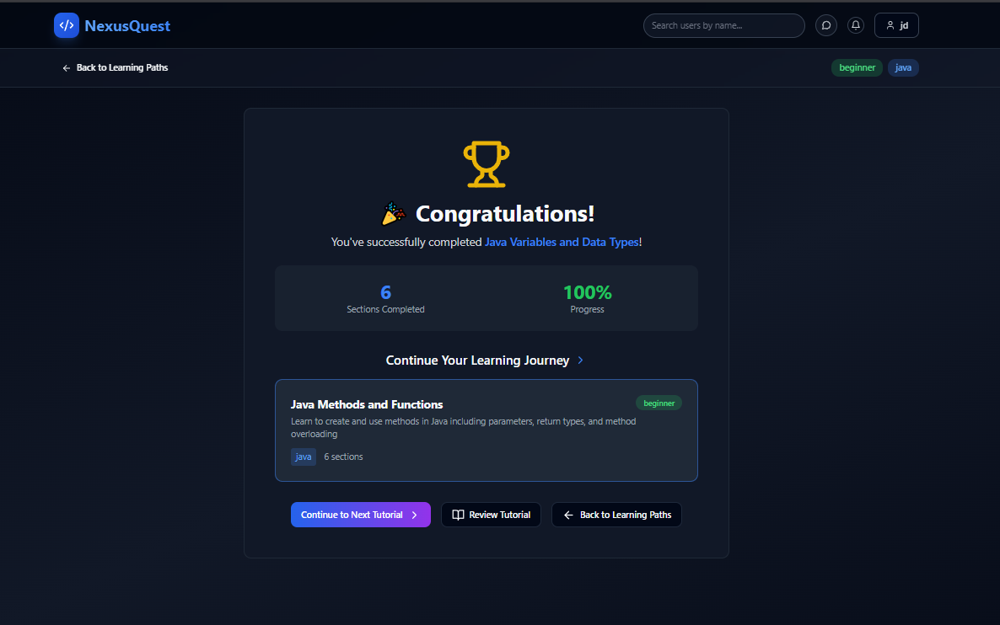 </> NexusQuest
Search users by name...
jd
Back to Learning Paths
beginner
java
Congratulations!
You've successfully completed Java Variables and Data Types!
6
Sections Completed
100%
Progress
Continue Your Learning Journey
Java Methods and Functions
beginner
Learn to create and use methods in Java including parameters, return types, and method
overloading
java
6 sections
Continue to Next Tutorial
Review Tutorial
Back to Learning Paths